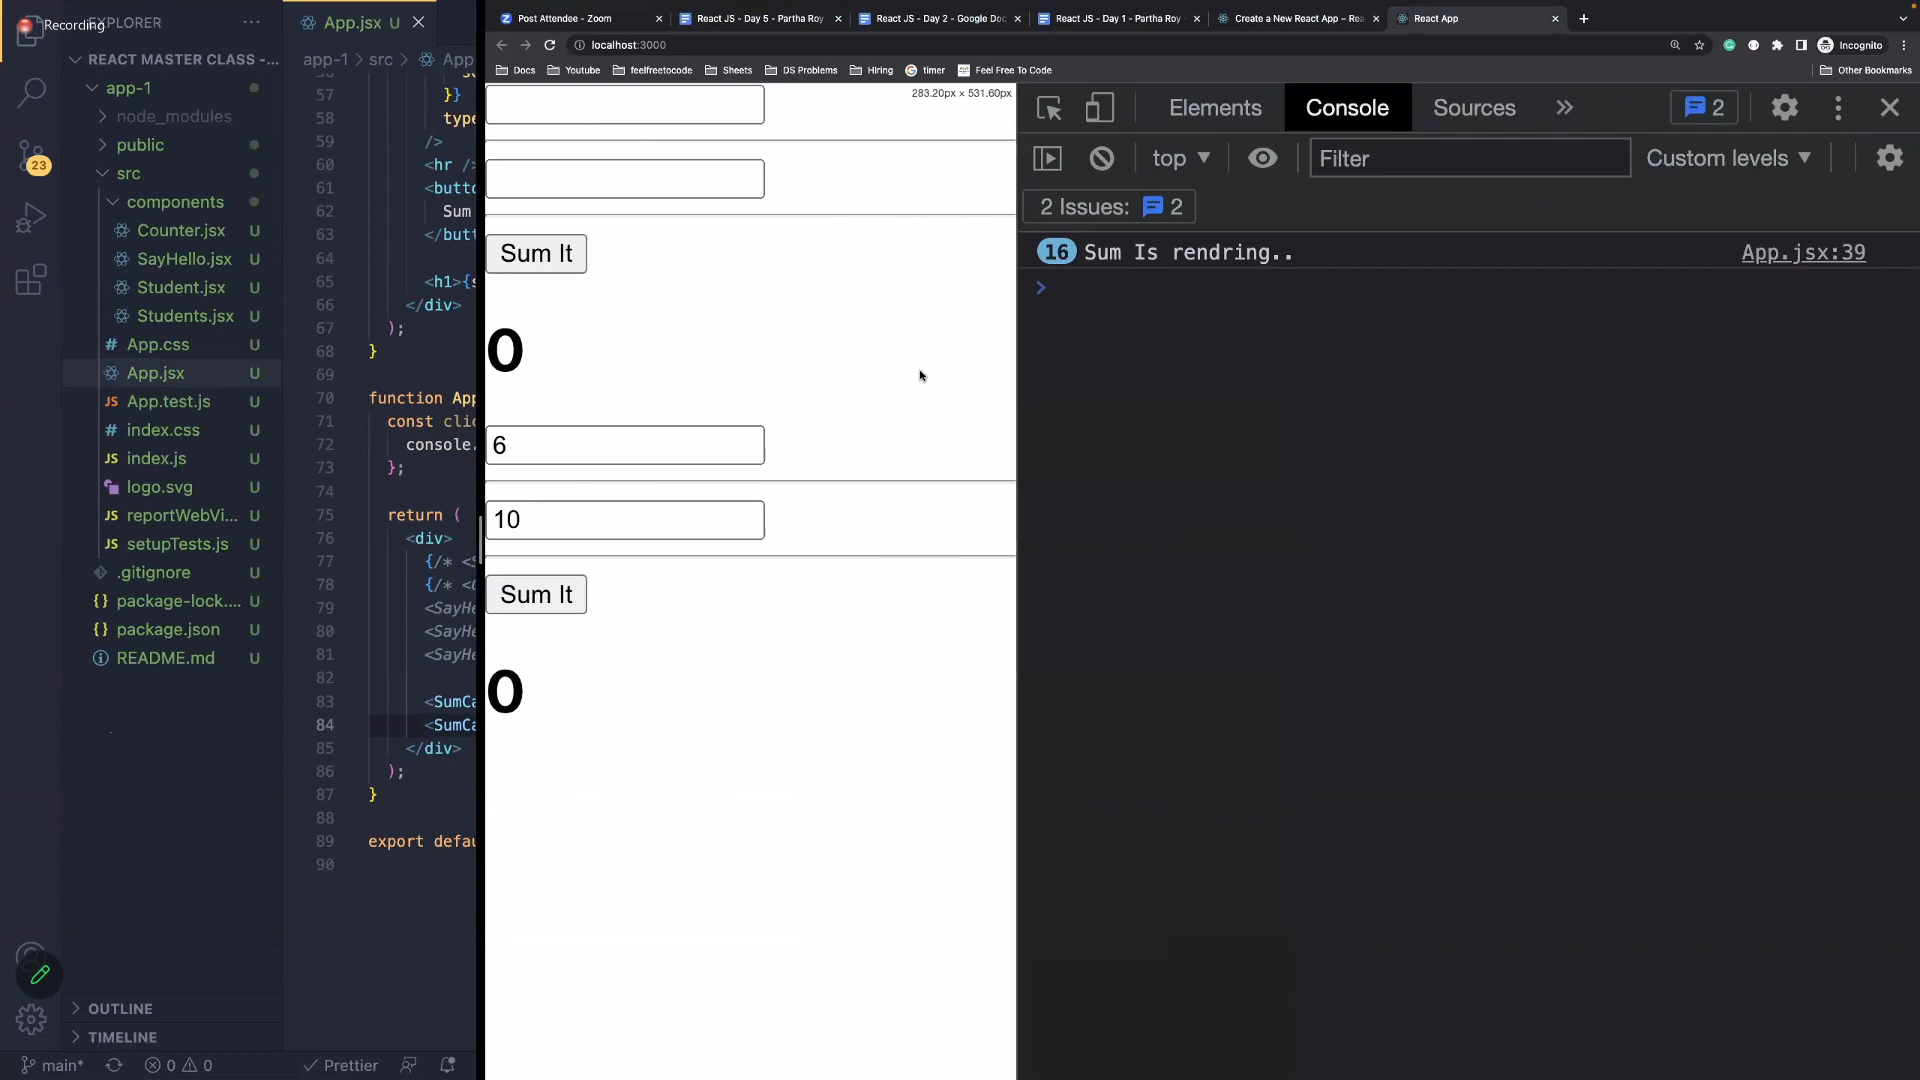 Recording
EXPLORER
REACT MASTER CLASS -...
app-1
node_modules
public
src
components
Counter.jsx U
SayHello.jsx U
Student.jsx U
Students.jsx U
App.css U
App.jsx U
App.test.js U
index.css U
index.js U
logo.svg U
reportWebVi... U
setupTests.js U
.gitignore U
package-lock.... U
package.json U
README.md U
OUTLINE
TIMELINE
23
main* 0 0 Prettier
App.jsx U
app-1 > src > App
57 }}
58 type
59 />
60 <hr />
61 <butto
62 Sum
63 </butt
64
65 <h1>{s
66 </div>
67 );
68 }
69
70 function App
71 const clic
72 console.
73 };
74
75 return (
76 <div>
77 {/* <S
78 {/* <C
79 <SayHe
80 <SayHe
81 <SayHe
82
83 <SumCa
84 <SumCa
85 </div>
86 );
87 }
88
89 export defau
90
Post Attendee - Zoom
React JS - Day 5 - Partha Roy
React JS - Day 2 - Google Doc
React JS - Day 1 - Partha Roy
Create a New React App – Rea
React App
localhost:3000
Incognito
Docs Youtube feelfreetocode Sheets DS Problems Hiring timer Feel Free To Code Other Bookmarks
283.20px × 531.60px
Sum It
0
6
10
Sum It
0
Elements Console Sources 2
top Filter Custom levels
2 Issues: 2
16 Sum Is rendring.. App.jsx:39